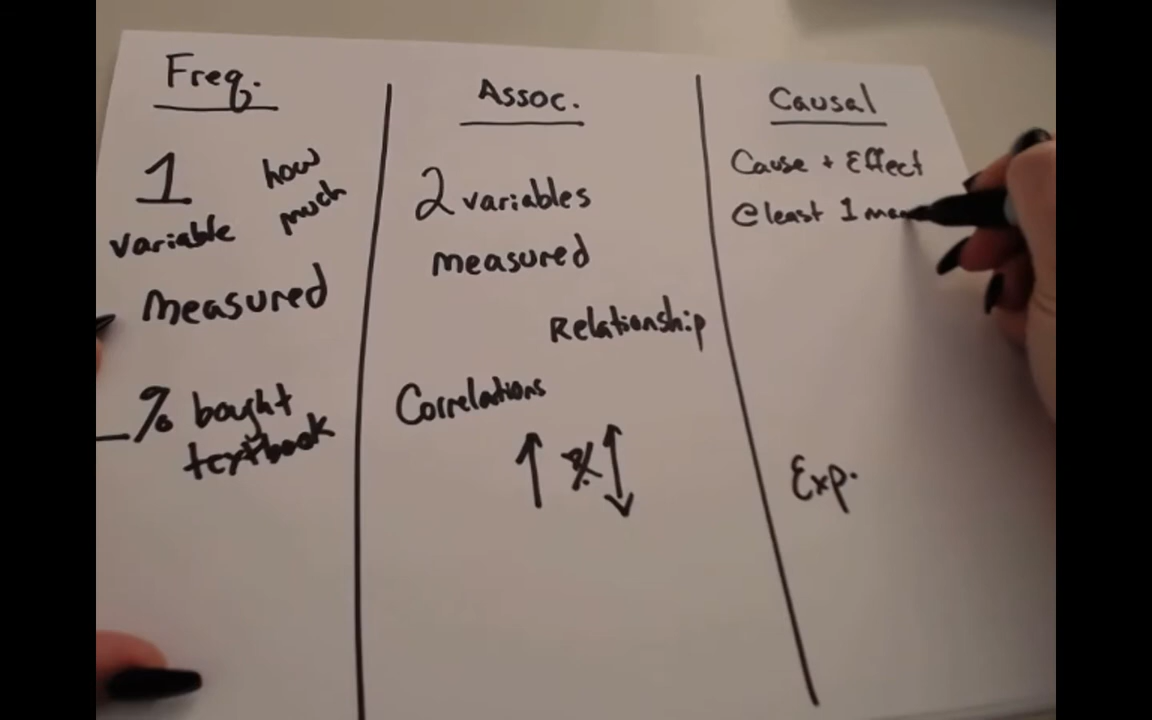 Freq.
1
variable
how
much
measured
_% bought
textbook
Assoc.
2 variables
measured
Relationship
Correlations
Causal
Cause + Effect
@ least 1
Exp.